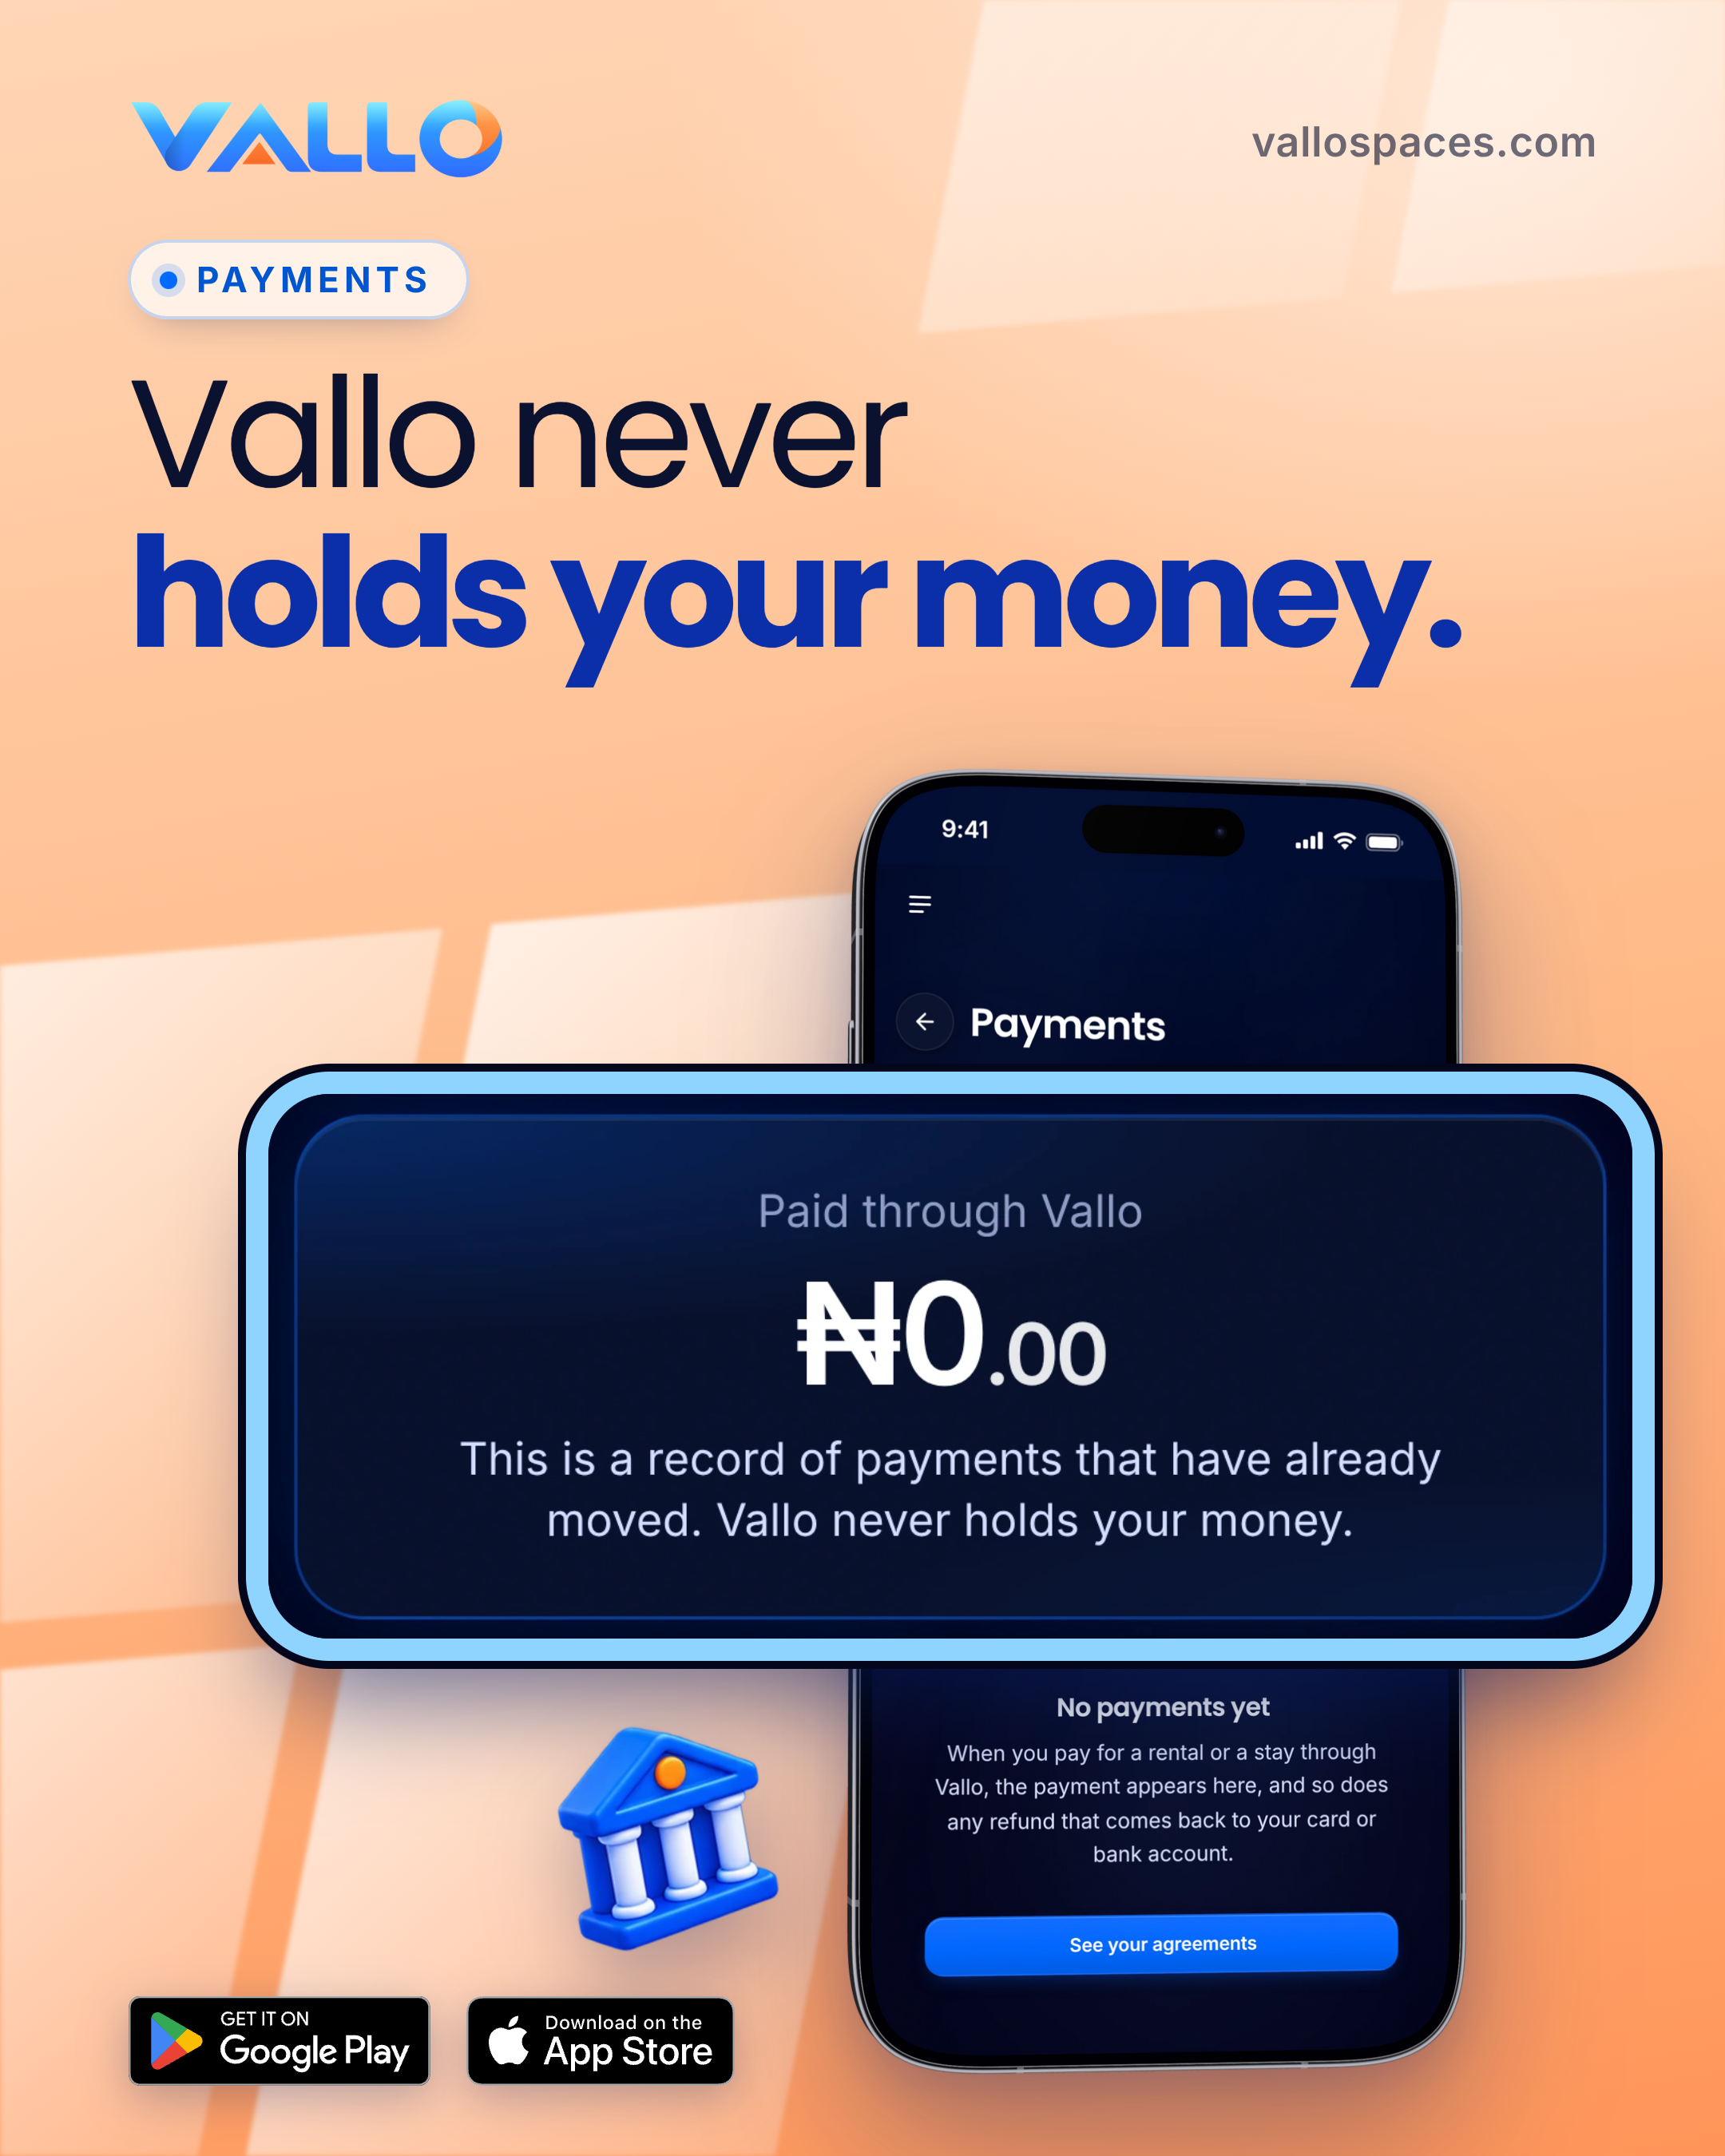 VALLO
vallospaces.com
PAYMENTS
Vallo never
holds your money.
9:41
Payments
Paid through Vallo
₦0.00
This is a record of payments that have already
moved. Vallo never holds your money.
No payments yet
When you pay for a rental or a stay through
Vallo, the payment appears here, and so does
any refund that comes back to your card or
bank account.
See your agreements
GET IT ON
Google Play
Download on the
App Store